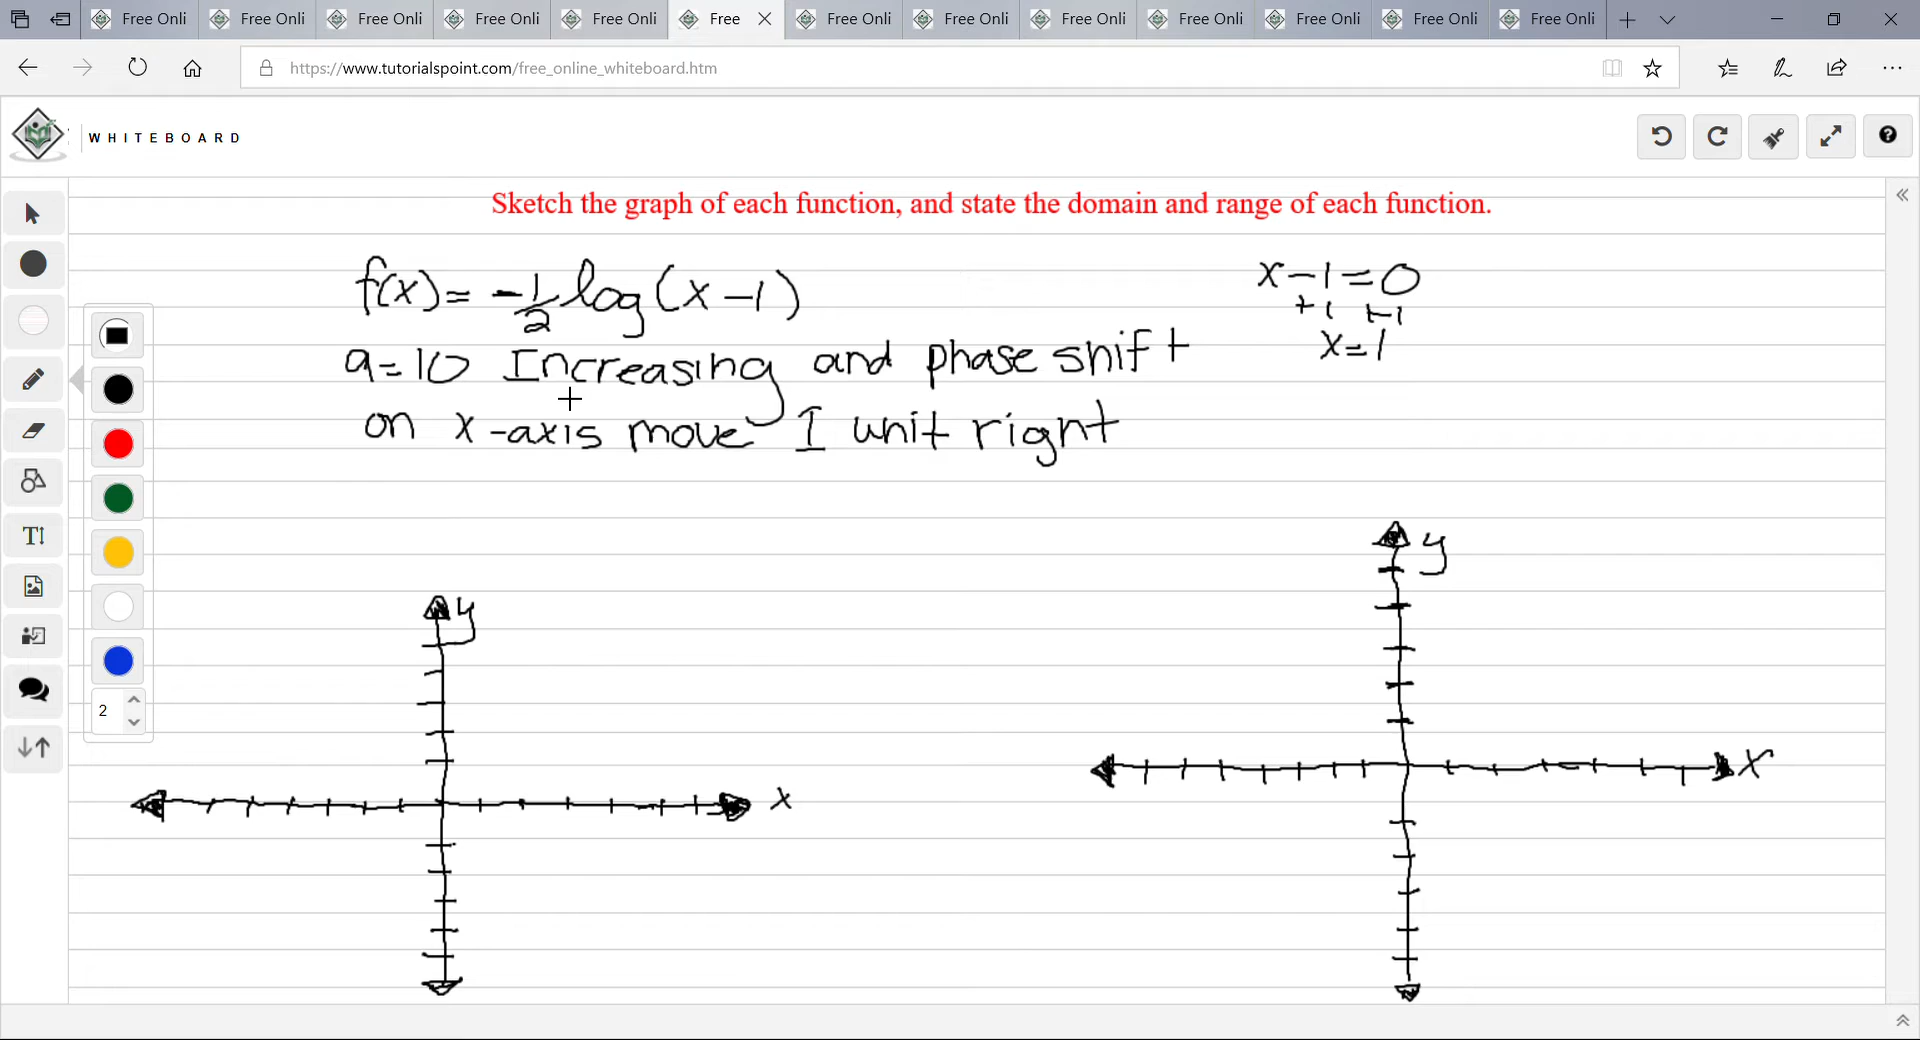 Free Onli Free Onli Free Onli Free Onli Free Onli Free Free Onli Free Onli Free Onli Free Onli Free Onli Free Onli Free Onli
https://www.tutorialspoint.com/free_online_whiteboard.htm
WHITEBOARD
Sketch the graph of each function, and state the domain and range of each function.
f(x) = -1/2 log(x-1)
a=10 Increasing and phase shift
on x-axis move 1 unit right
x-1=0
+1 +1
x=1
y
x
y
x
T
2
?